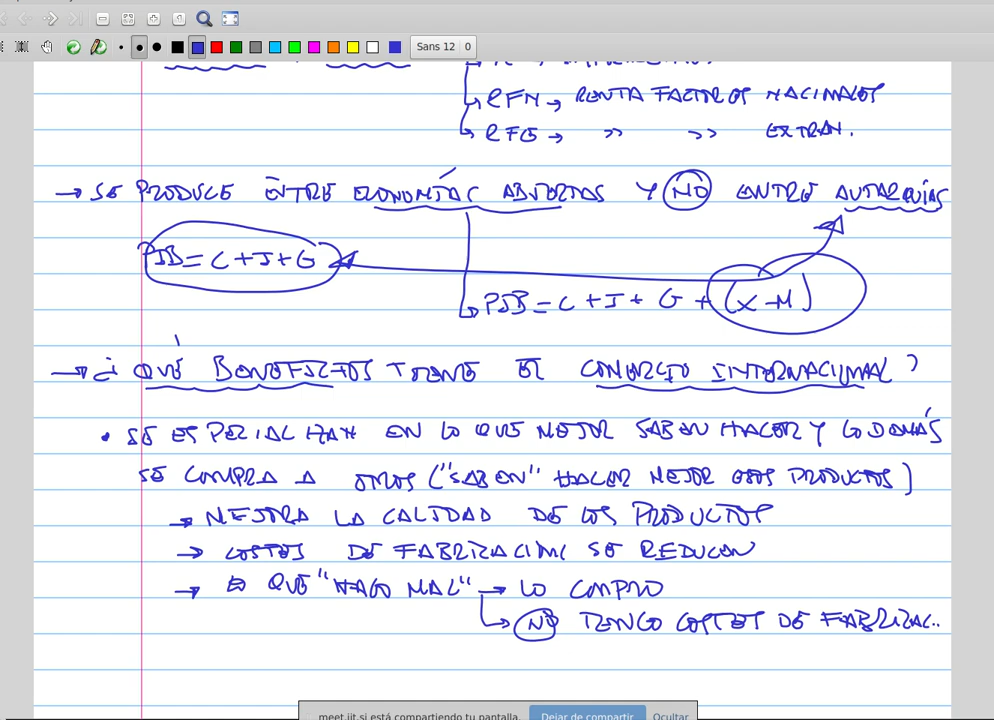 Sans 12 0
↳ RFN → RENTA FACTORES NACIONALES
↳ RFE → " " EXTRAN.
→ SE PRODUCE ENTRE ECONOMÍAS ABIERTAS Y NO ENTRE AUTARQUÍAS
PIB = C + I + G
↳ PIB = C + I + G + (X - M)
→ ¿ QUÉ BENEFICIOS TIENE EL COMERCIO INTERNACIONAL ?
• SE ESPECIALIZAN EN LO QUE MEJOR SABEN HACER Y LO DEMÁS
SE COMPRA A OTROS ("SABEN" HACER MEJOR ESOS PRODUCTOS)
→ MEJORA LA CALIDAD DE LOS PRODUCTOS
→ COSTES DE FABRICACIÓN SE REDUCEN
→ LO QUE "HAGO MAL" → LO COMPRO
↳ NO TENGO COSTES DE FABRICAC..
meet.jit.si está compartiendo tu pantalla. Dejar de compartir Ocultar